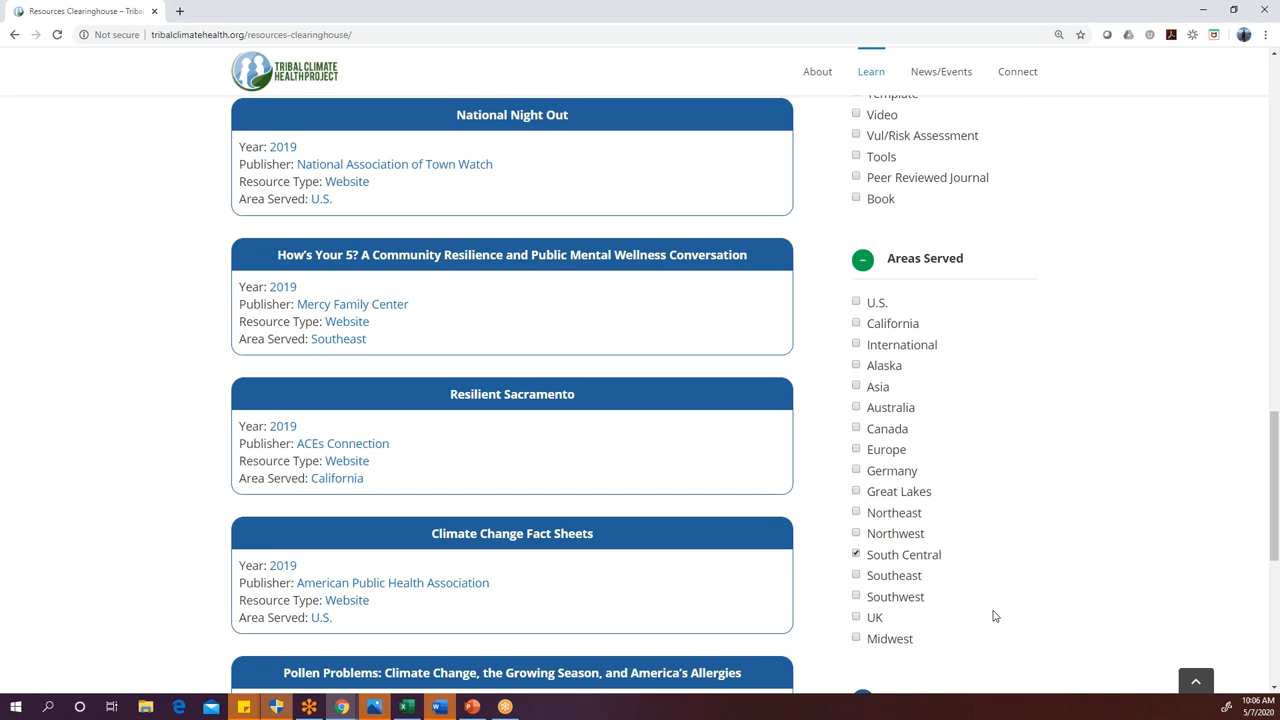 Resources Clearinghouse – Tribal
Not secure
tribalclimatehealth.org/resources-clearinghouse/
TRIBAL CLIMATE
HEALTH PROJECT
About
Learn
News/Events
Connect
National Night Out
Year: 2019
Publisher: National Association of Town Watch
Resource Type: Website
Area Served: U.S.
How's Your 5? A Community Resilience and Public Mental Wellness Conversation
Year: 2019
Publisher: Mercy Family Center
Resource Type: Website
Area Served: Southeast
Resilient Sacramento
Year: 2019
Publisher: ACEs Connection
Resource Type: Website
Area Served: California
Climate Change Fact Sheets
Year: 2019
Publisher: American Public Health Association
Resource Type: Website
Area Served: U.S.
Pollen Problems: Climate Change, the Growing Season, and America's Allergies
Template
Video
Vul/Risk Assessment
Tools
Peer Reviewed Journal
Book
Areas Served
U.S.
California
International
Alaska
Asia
Australia
Canada
Europe
Germany
Great Lakes
Northeast
Northwest
South Central
Southeast
Southwest
UK
Midwest
10:06 AM
5/7/2020